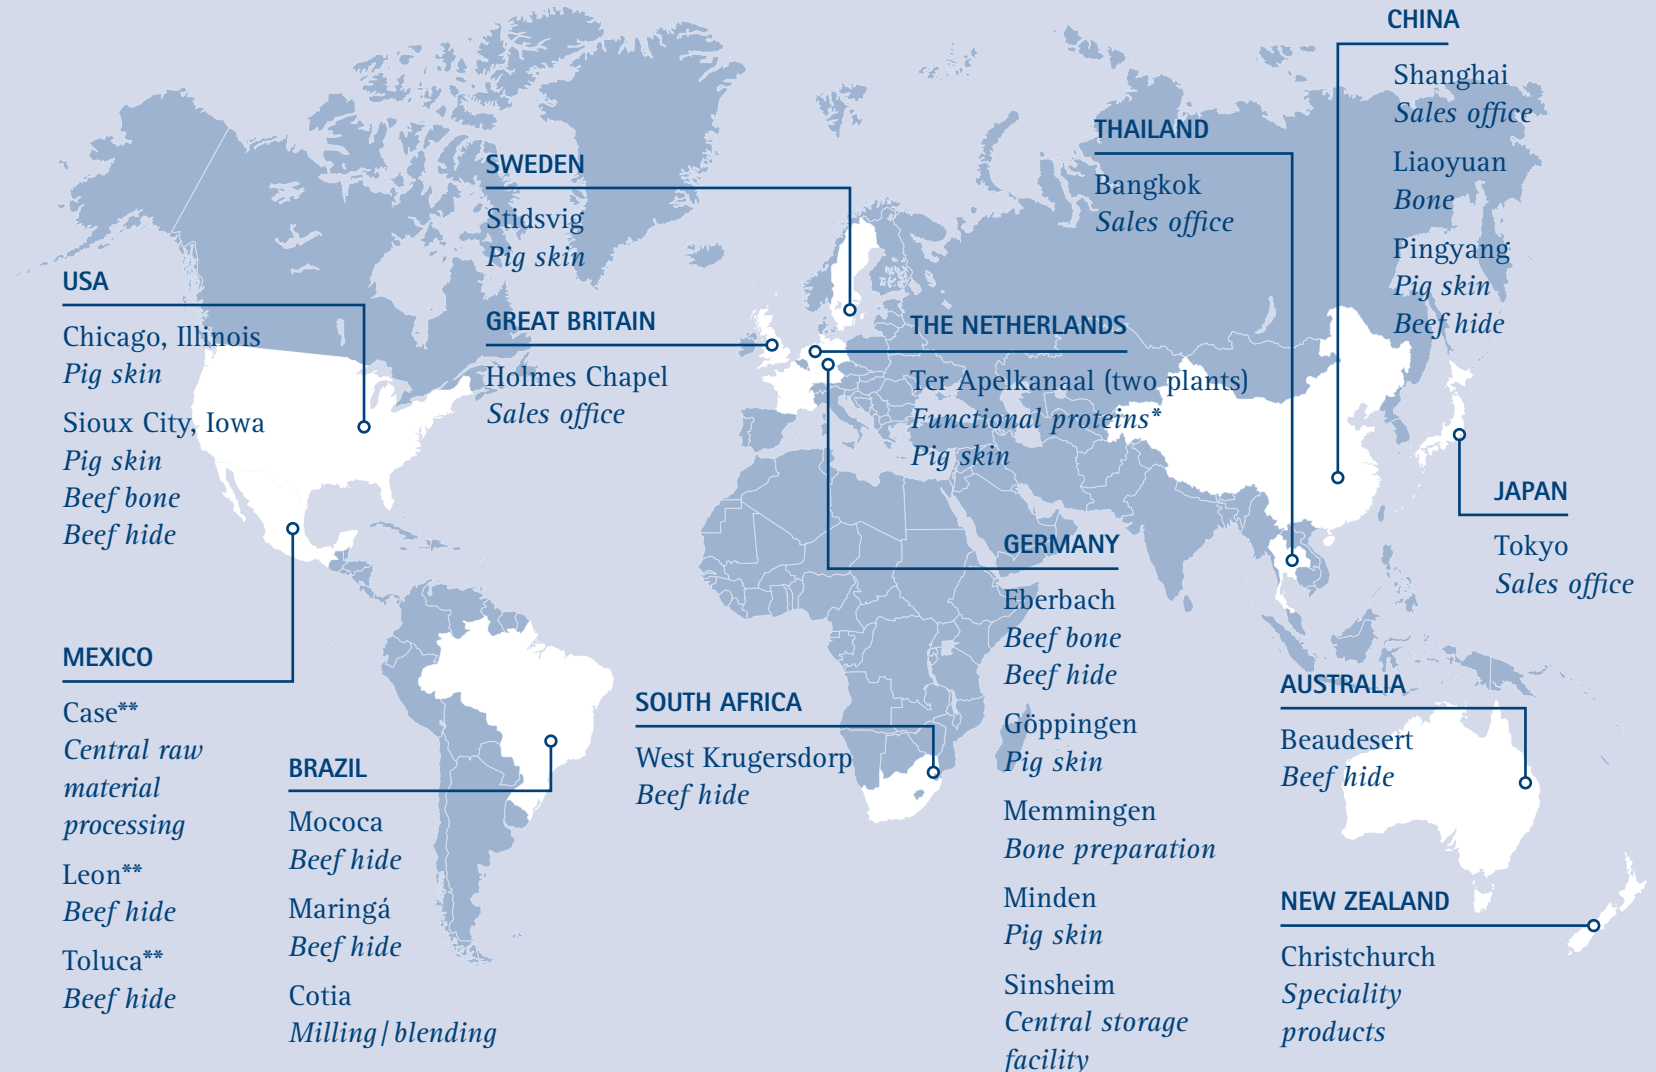 CHINA
Shanghai
Sales office
Liaoyuan
Bone
Pingyang
Pig skin
Beef hide
THAILAND
Bangkok
Sales office
SWEDEN
Stidsvig
Pig skin
USA
Chicago, Illinois
Pig skin
Sioux City, Iowa
Pig skin
Beef bone
Beef hide
GREAT BRITAIN
Holmes Chapel
Sales office
THE NETHERLANDS
Ter Apelkanaal (two plants)
Functional proteins*
Pig skin
JAPAN
Tokyo
Sales office
GERMANY
Eberbach
Beef bone
Beef hide
Göppingen
Pig skin
Memmingen
Bone preparation
Minden
Pig skin
Sinsheim
Central storage
facility
MEXICO
Case**
Central raw
material
processing
Leon**
Beef hide
Toluca**
Beef hide
BRAZIL
Mococa
Beef hide
Maringá
Beef hide
Cotia
Milling/blending
SOUTH AFRICA
West Krugersdorp
Beef hide
AUSTRALIA
Beaudesert
Beef hide
NEW ZEALAND
Christchurch
Speciality
products